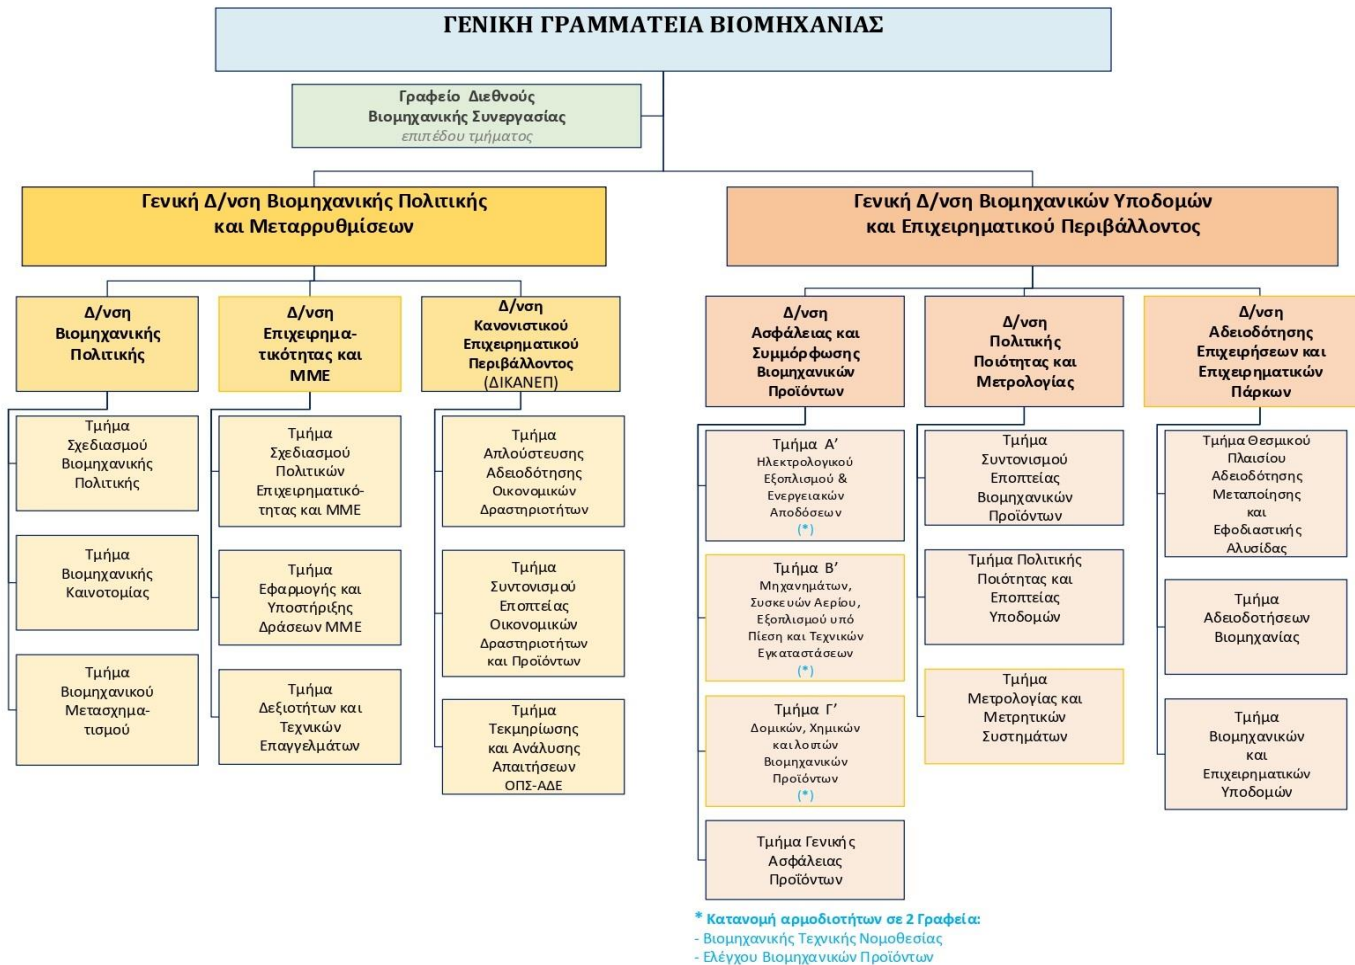 ΓΕΝΙΚΗ ΓΡΑΜΜΑΤΕΙΑ ΒΙΟΜΗΧΑΝΙΑΣ
Γραφείο Διεθνούς
Βιομηχανικής Συνεργασίας
επιπέδου τμήματος
Γενική Δ/νση Βιομηχανικής Πολιτικής
και Μεταρρυθμίσεων
Δ/νση
Βιομηχανικής
Πολιτικής
Τμήμα
Σχεδιασμού
Βιομηχανικής
Πολιτικής
Τμήμα
Βιομηχανικής
Καινοτομίας
Τμήμα
Βιομηχανικού
Μετασχημα-
τισμού
Δ/νση
Επιχειρημα-
τικότητας και
ΜΜΕ
Τμήμα
Σχεδιασμού
Πολιτικών
Επιχειρηματικό-
τητας και ΜΜΕ
Τμήμα
Εφαρμογής και
Υποστήριξης
Δράσεων ΜΜΕ
Τμήμα
Δεξιοτήτων και
Τεχνικών
Επαγγελμάτων
Δ/νση
Κανονιστικού
Επιχειρηματικού
Περιβάλλοντος
(ΔΙΚΑΝΕΠ)
Τμήμα
Απλούστευσης
Αδειοδότησης
Οικονομικών
Δραστηριοτήτων
Τμήμα
Συντονισμού
Εποπτείας
Οικονομικών
Δραστηριοτήτων
και Προϊόντων
Τμήμα
Τεκμηρίωσης
και Ανάλυσης
Απαιτήσεων
ΟΠΣ-ΑΔΕ
Γενική Δ/νση Βιομηχανικών Υποδομών
και Επιχειρηματικού Περιβάλλοντος
Δ/νση
Ασφάλειας και
Συμμόρφωσης
Βιομηχανικών
Προϊόντων
Τμήμα Α’
Ηλεκτρολογικού
Εξοπλισμού &
Ενεργειακών
Αποδόσεων
(*)
Τμήμα Β’
Μηχανημάτων,
Συσκευών Αερίου,
Εξοπλισμού υπό
Πίεση και Τεχνικών
Εγκαταστάσεων
(*)
Τμήμα Γ’
Δομικών, Χημικών
και λοιπών
Βιομηχανικών
Προϊόντων
(*)
Τμήμα Γενικής
Ασφάλειας
Προϊόντων
Δ/νση
Πολιτικής
Ποιότητας και
Μετρολογίας
Τμήμα
Συντονισμού
Εποπτείας
Βιομηχανικών
Προϊόντων
Τμήμα Πολιτικής
Ποιότητας και
Εποπτείας
Υποδομών
Τμήμα
Μετρολογίας και
Μετρητικών
Συστημάτων
Δ/νση
Αδειοδότησης
Επιχειρήσεων και
Επιχειρηματικών
Πάρκων
Τμήμα Θεσμικού
Πλαισίου
Αδειοδότησης
Μεταποίησης
και
Εφοδιαστικής
Αλυσίδας
Τμήμα
Αδειοδοτήσεων
Βιομηχανίας
Τμήμα
Βιομηχανικών
και
Επιχειρηματικών
Υποδομών
* Κατανομή αρμοδιοτήτων σε 2 Γραφεία:
- Βιομηχανικής Τεχνικής Νομοθεσίας
- Ελέγχου Βιομηχανικών Προϊόντων